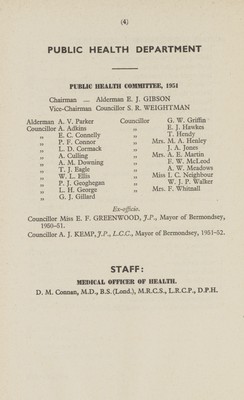 (4)
PUBLIC HEALTH DEPARTMENT
PUBLIC HEALTH COMMITTEE, 1951
Chairman — Alderman E. J. GIBSON
Vice-Chairman Councillor S. R. WEIGHTMAN
Alderman A. V. Parker Councillor G. W. Griffin
Councillor A. Adkins „ E. J. Hawkes
„ E. C. Connelly „ T. Hendy
„ P. F. Connor „ Mrs. M. A. Henley
„ L. D. Cormack „ J. A. Jones
„ A. Culling „ Mrs. A. E. Martin
„ A. M. Downing „ E. W. McLeod
„ T. J. Eagle „ A. W. Meadows
„ W. L. Ellis „ Miss I. C. Neighbour
„ P. J. Geoghegan „ W. J. P. Walker
„ L. H. George „ Mrs. F. Whitnall
„ G. J. Gillard
Ex-officio.
Councillor Miss E. F. GREENWOOD, J.P., Mayor of Bermondsey,
1950-51.
Councillor A. J. KEMP, J.P., L.C.C., Mayor of Bermondsey, 1951-52.
STAFF:
MEDICAL OFFICER OF HEALTH.
D. M. Connan, M.D., B.S. (Lond.), M.R.C.S., L.R.C.P., D.P.H.